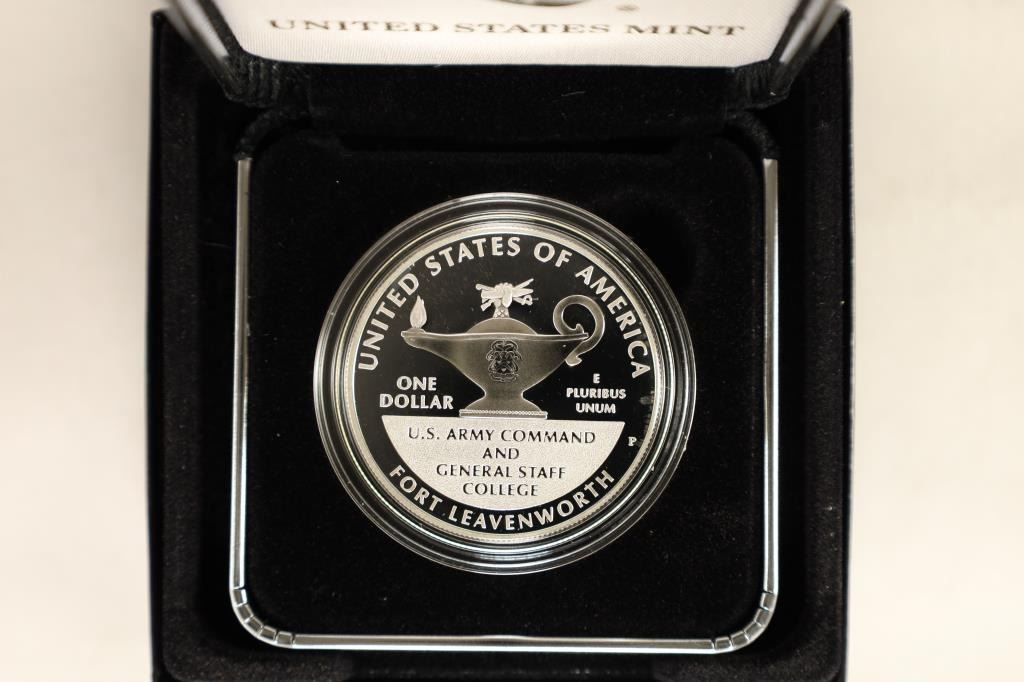 UNITED STATES MINT
UNITED STATES OF AMERICA
ONE
DOLLAR
E
PLURIBUS
UNUM
P
U.S. ARMY COMMAND
AND
GENERAL STAFF
COLLEGE
FORT LEAVENWORTH